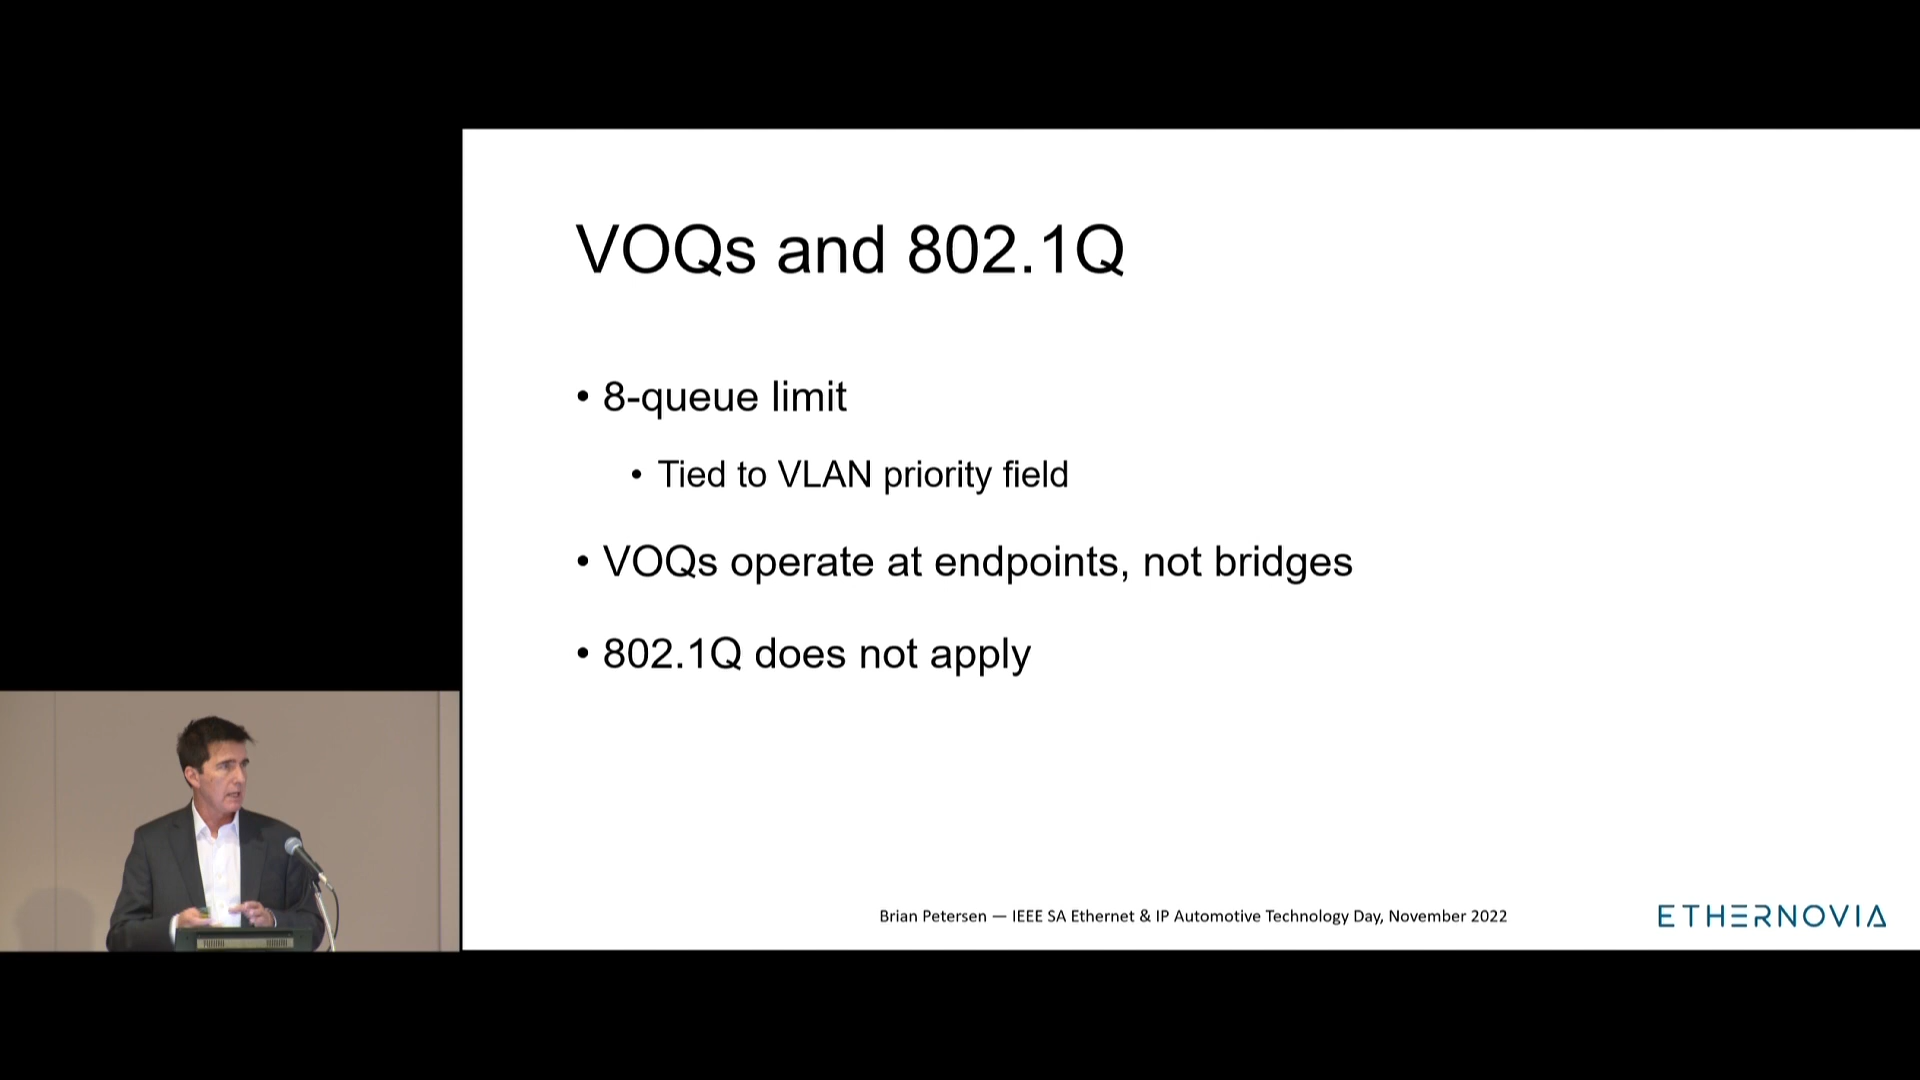 VOQs and 802.1Q
• 8-queue limit
• Tied to VLAN priority field
• VOQs operate at endpoints, not bridges
• 802.1Q does not apply
Brian Petersen — IEEE SA Ethernet & IP Automotive Technology Day, November 2022
ETHERNOVIA